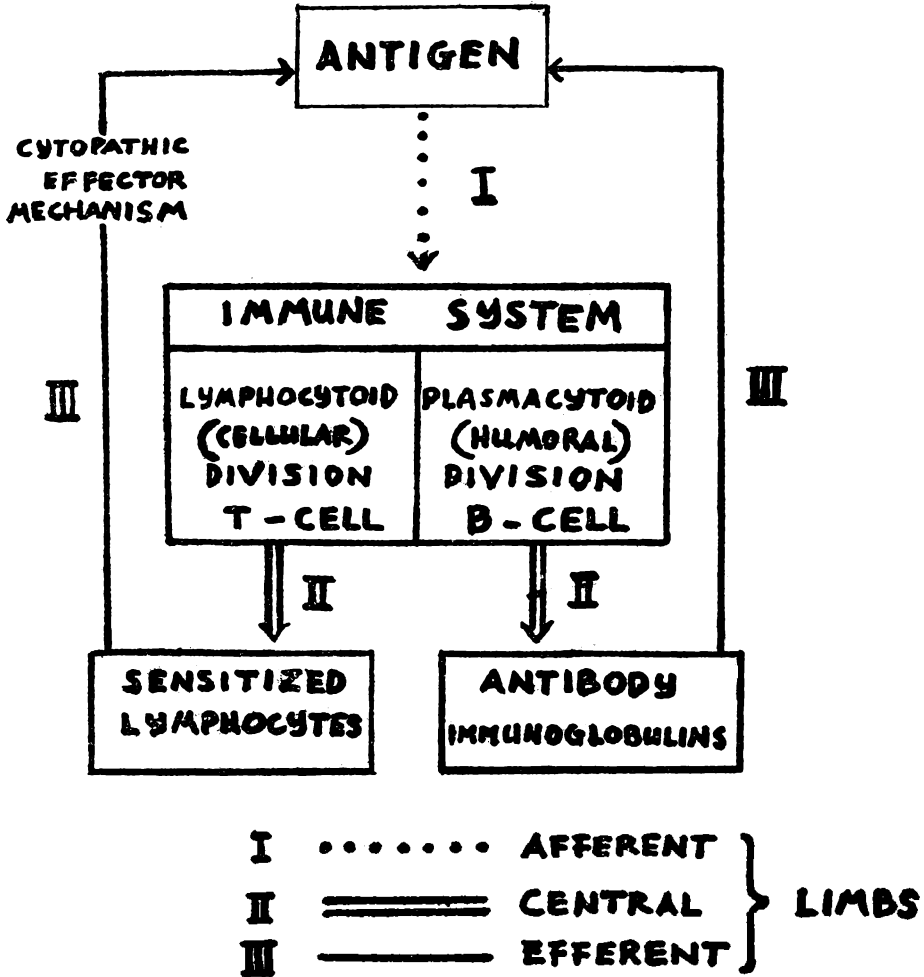 ANTIGEN
CYTOPATHIC
EFFECTOR
MECHANISM
I
IMMUNE SYSTEM
III
III
LYMPHOCYTOID
(CELLULAR)
DIVISION
T - CELL
PLASMACYTOID
(HUMORAL)
DIVISION
B - CELL
II
II
SENSITIZED
LYMPHOCYTES
ANTIBODY
IMMUNOGLOBULINS
I AFFERENT
II CENTRAL
III EFFERENT
LIMBS